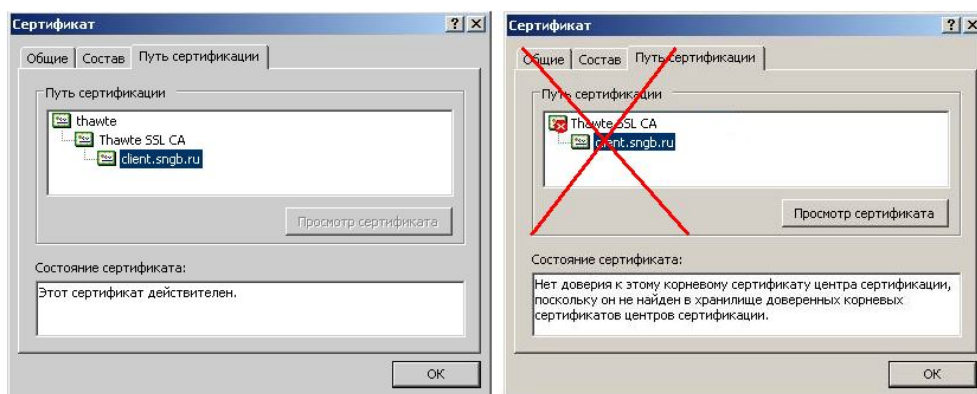 Сертификат
Общие Состав Путь сертификации
Путь сертификации
thawte
Thawte SSL CA
client.sngb.ru
Просмотр сертификата
Состояние сертификата:
Этот сертификат действителен.
OK
Сертификат
Общие Состав Путь сертификации
Путь сертификации
Thawte SSL CA
client.sngb.ru
Просмотр сертификата
Состояние сертификата:
Нет доверия к этому корневому сертификату центра сертификации,
поскольку он не найден в хранилище доверенных корневых
сертификатов центров сертификации.
OK